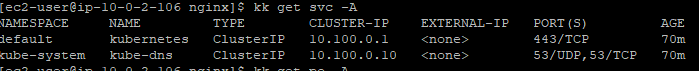 [ec2-user@ip-10-0-2-106 nginx]$ kk get svc -A
NAMESPACE NAME TYPE CLUSTER-IP EXTERNAL-IP PORT(S) AGE
default kubernetes ClusterIP 10.100.0.1 <none> 443/TCP 70m
kube-system kube-dns ClusterIP 10.100.0.10 <none> 53/UDP,53/TCP 70m
[ec2-user@ip-10-0-2-106 nginx]$ kk get po -A